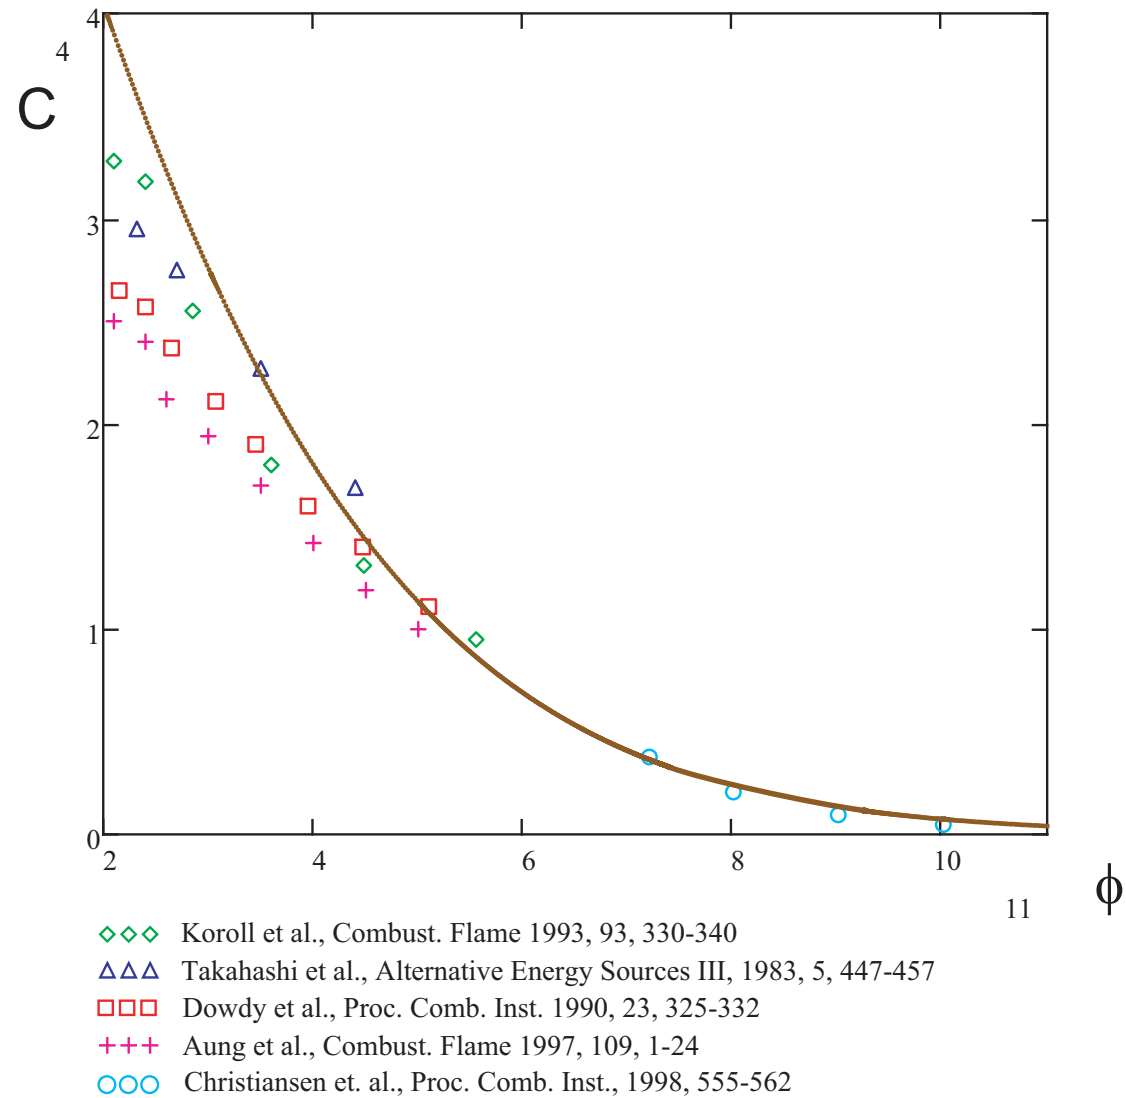 4
4
C
3
2
1
0
2 4 6 8 10
ϕ
11
Koroll et al., Combust. Flame 1993, 93, 330-340
Takahashi et al., Alternative Energy Sources III, 1983, 5, 447-457
Dowdy et al., Proc. Comb. Inst. 1990, 23, 325-332
Aung et al., Combust. Flame 1997, 109, 1-24
Christiansen et. al., Proc. Comb. Inst., 1998, 555-562